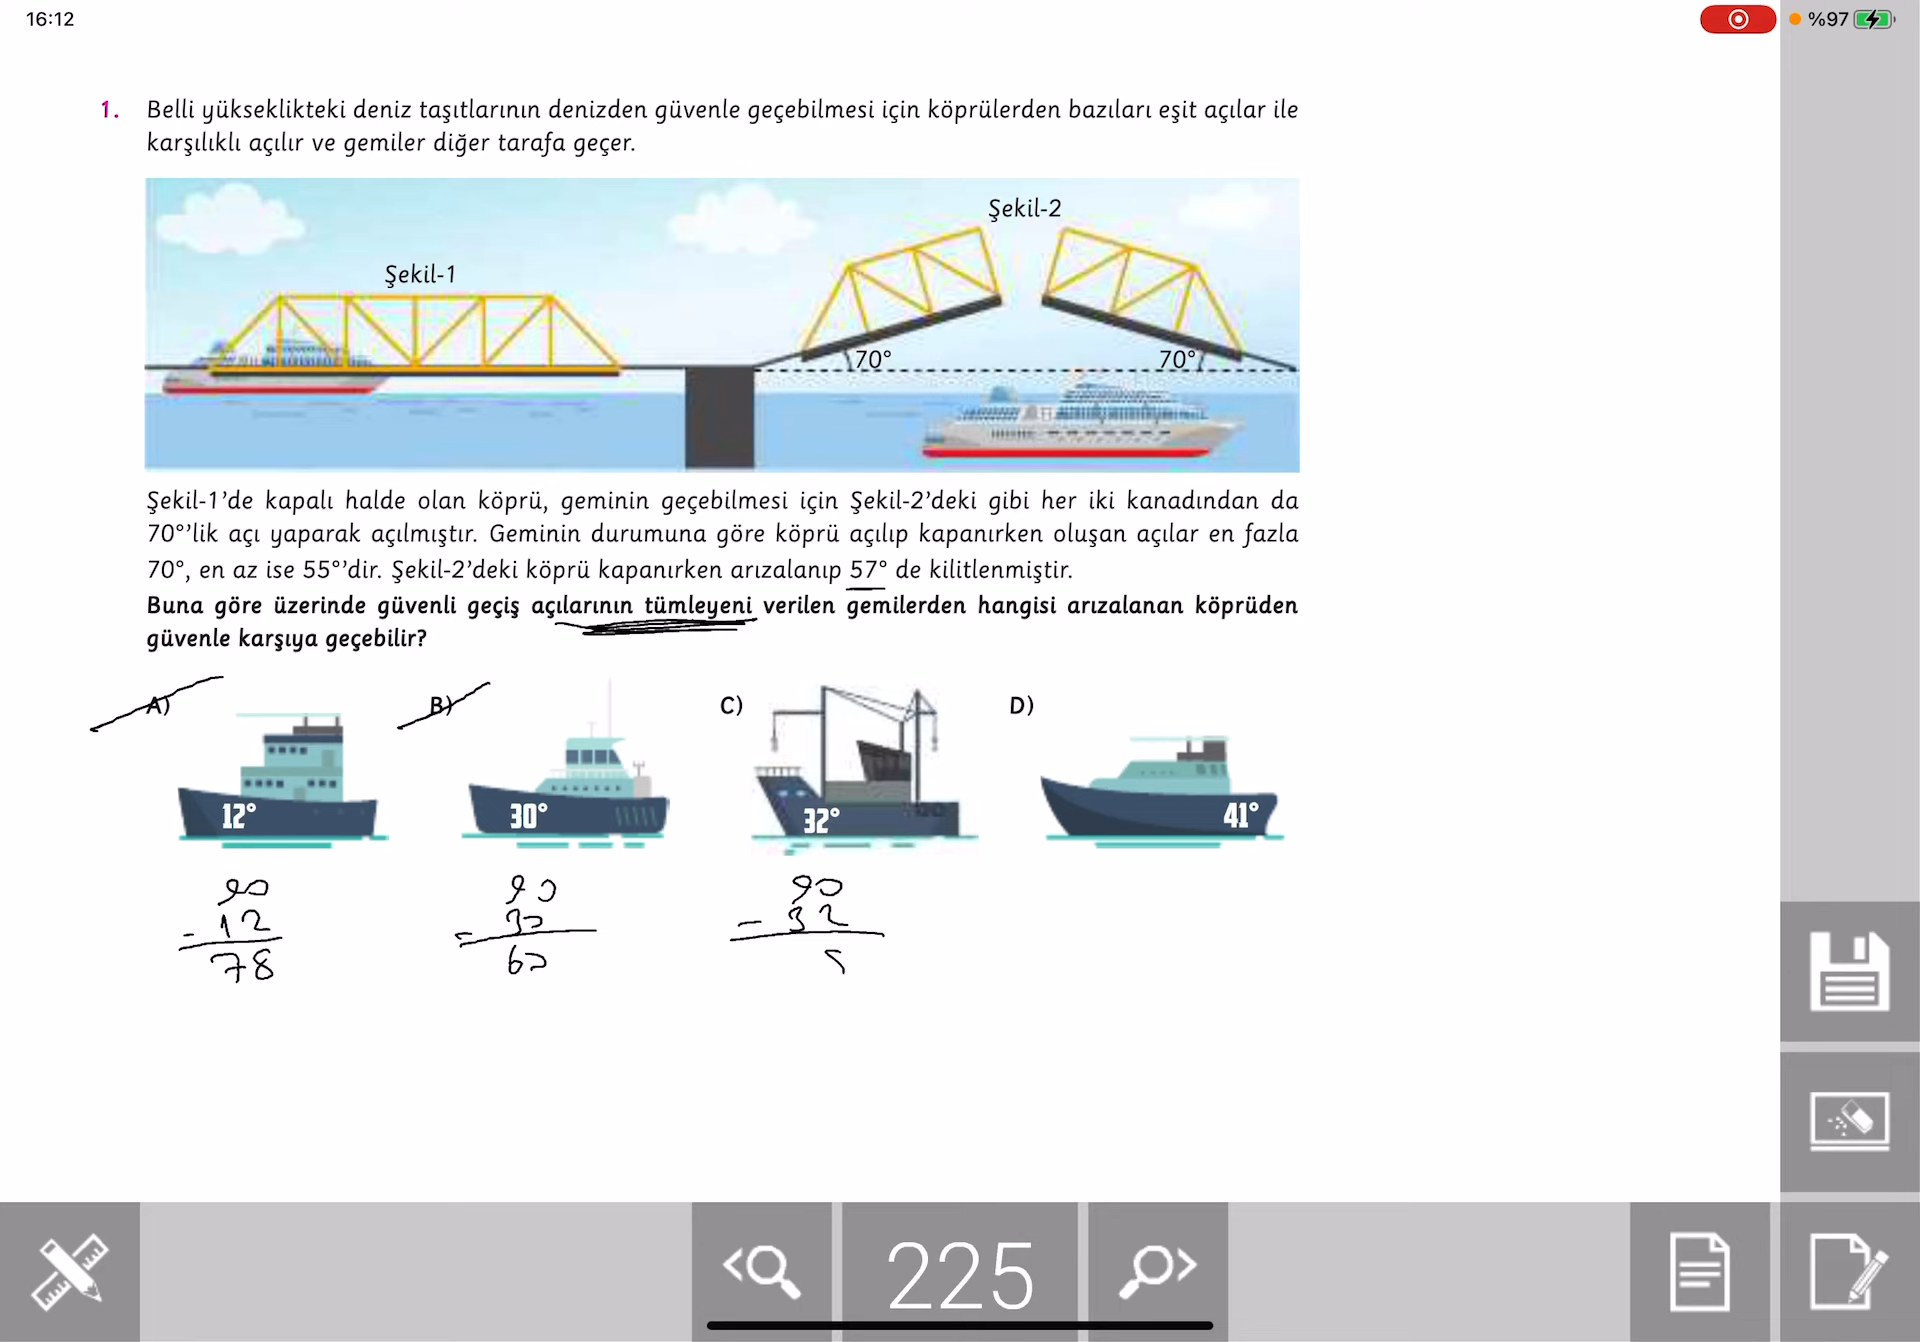 16:12
%97
1. Belli yükseklikteki deniz taşıtlarının denizden güvenle geçebilmesi için köprülerden bazıları eşit açılar ile
karşılıklı açılır ve gemiler diğer tarafa geçer.
Şekil-2
Şekil-1
70° 70°
Şekil-1'de kapalı halde olan köprü, geminin geçebilmesi için Şekil-2'deki gibi her iki kanadından da
70°'lik açı yaparak açılmıştır. Geminin durumuna göre köprü açılıp kapanırken oluşan açılar en fazla
70°, en az ise 55°'dir. Şekil-2'deki köprü kapanırken arızalanıp 57° de kilitlenmiştir.
Buna göre üzerinde güvenli geçiş açılarının tümleyeni verilen gemilerden hangisi arızalanan köprüden
güvenle karşıya geçebilir?
A) B) C) D)
12° 30° 32° 41°
90 90 90
- 12 - 30 - 32
78 60
225